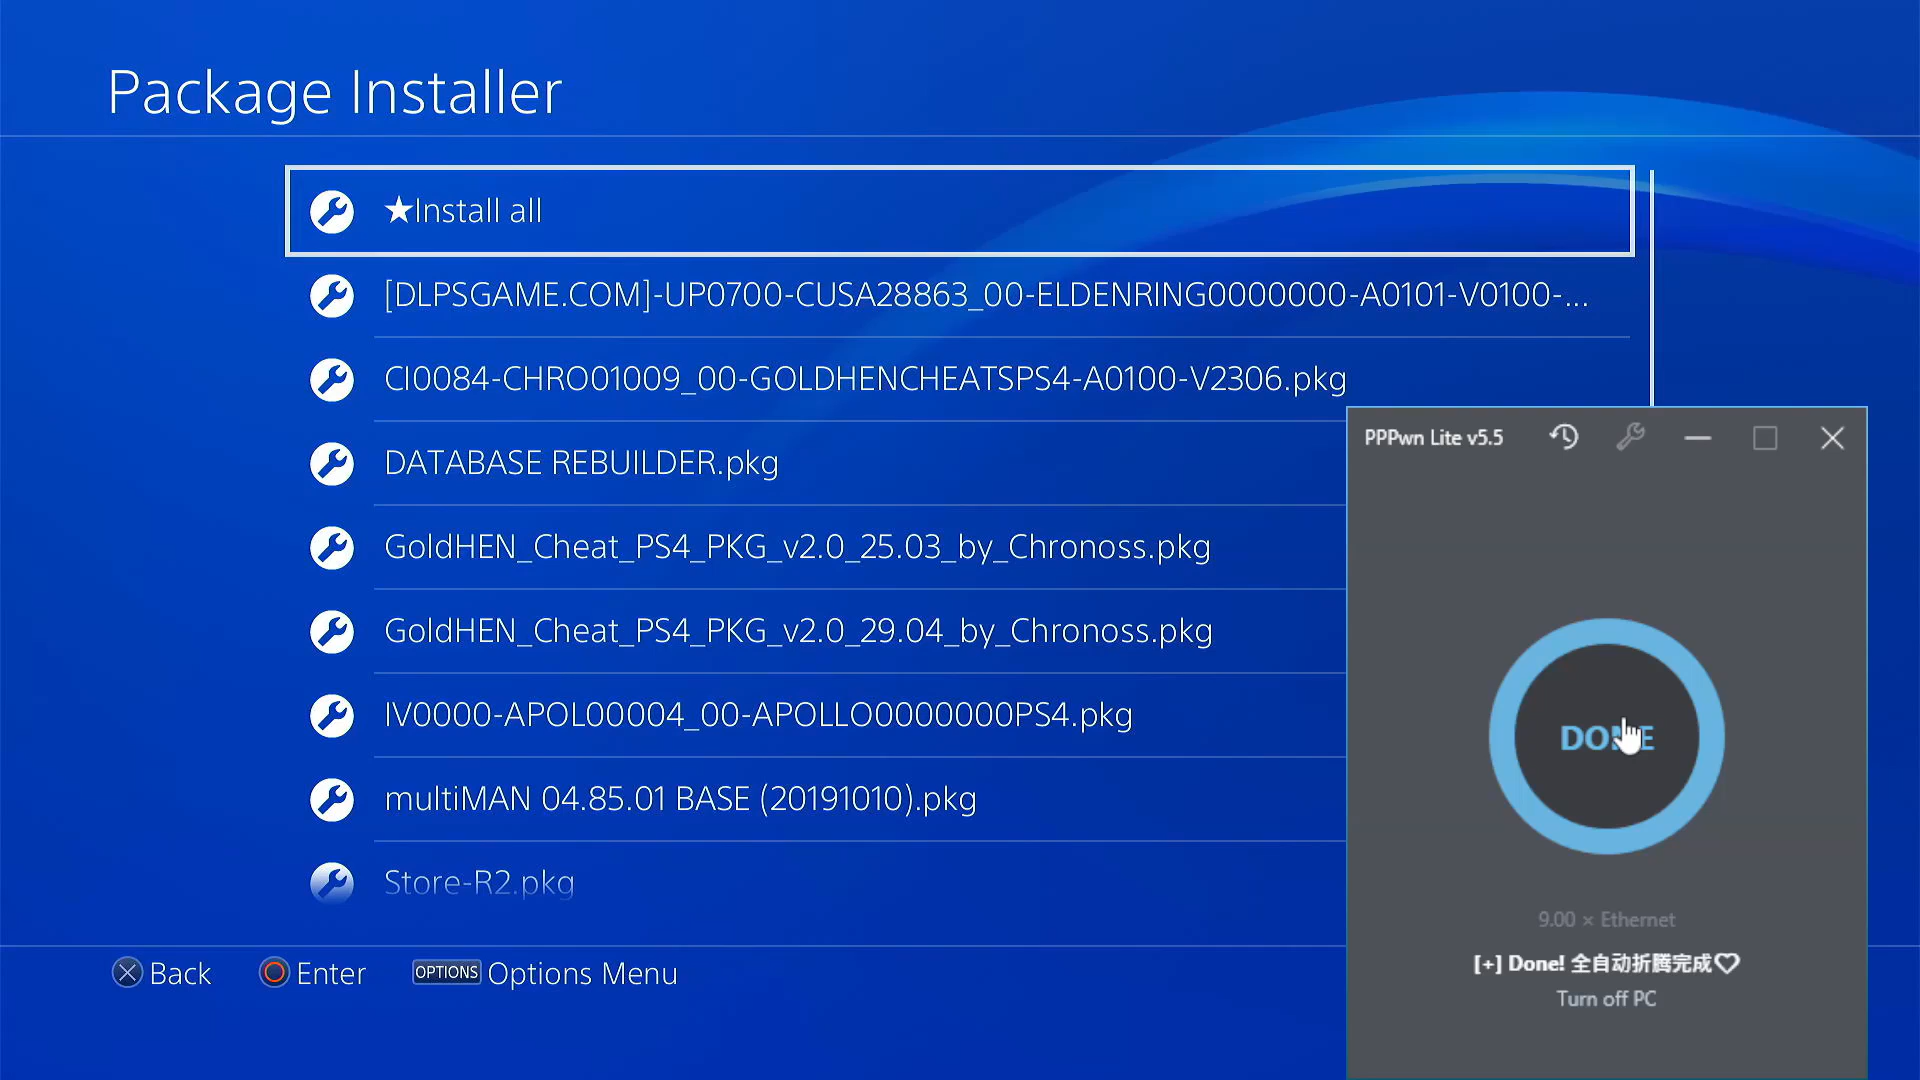 Package Installer
★Install all
[DLPSGAME.COM]-UP0700-CUSA28863_00-ELDENRING0000000-A0101-V0100-...
CI0084-CHRO01009_00-GOLDHENCHEATSPS4-A0100-V2306.pkg
DATABASE REBUILDER.pkg
GoldHEN_Cheat_PS4_PKG_v2.0_25.03_by_Chronoss.pkg
GoldHEN_Cheat_PS4_PKG_v2.0_29.04_by_Chronoss.pkg
IV0000-APOL00004_00-APOLLO0000000PS4.pkg
multiMAN 04.85.01 BASE (20191010).pkg
Store-R2.pkg
Back Enter OPTIONS Options Menu
PPPwn Lite v5.5
DONE
9.00 × Ethernet
[+] Done! 全自动折腾完成♡
Turn off PC